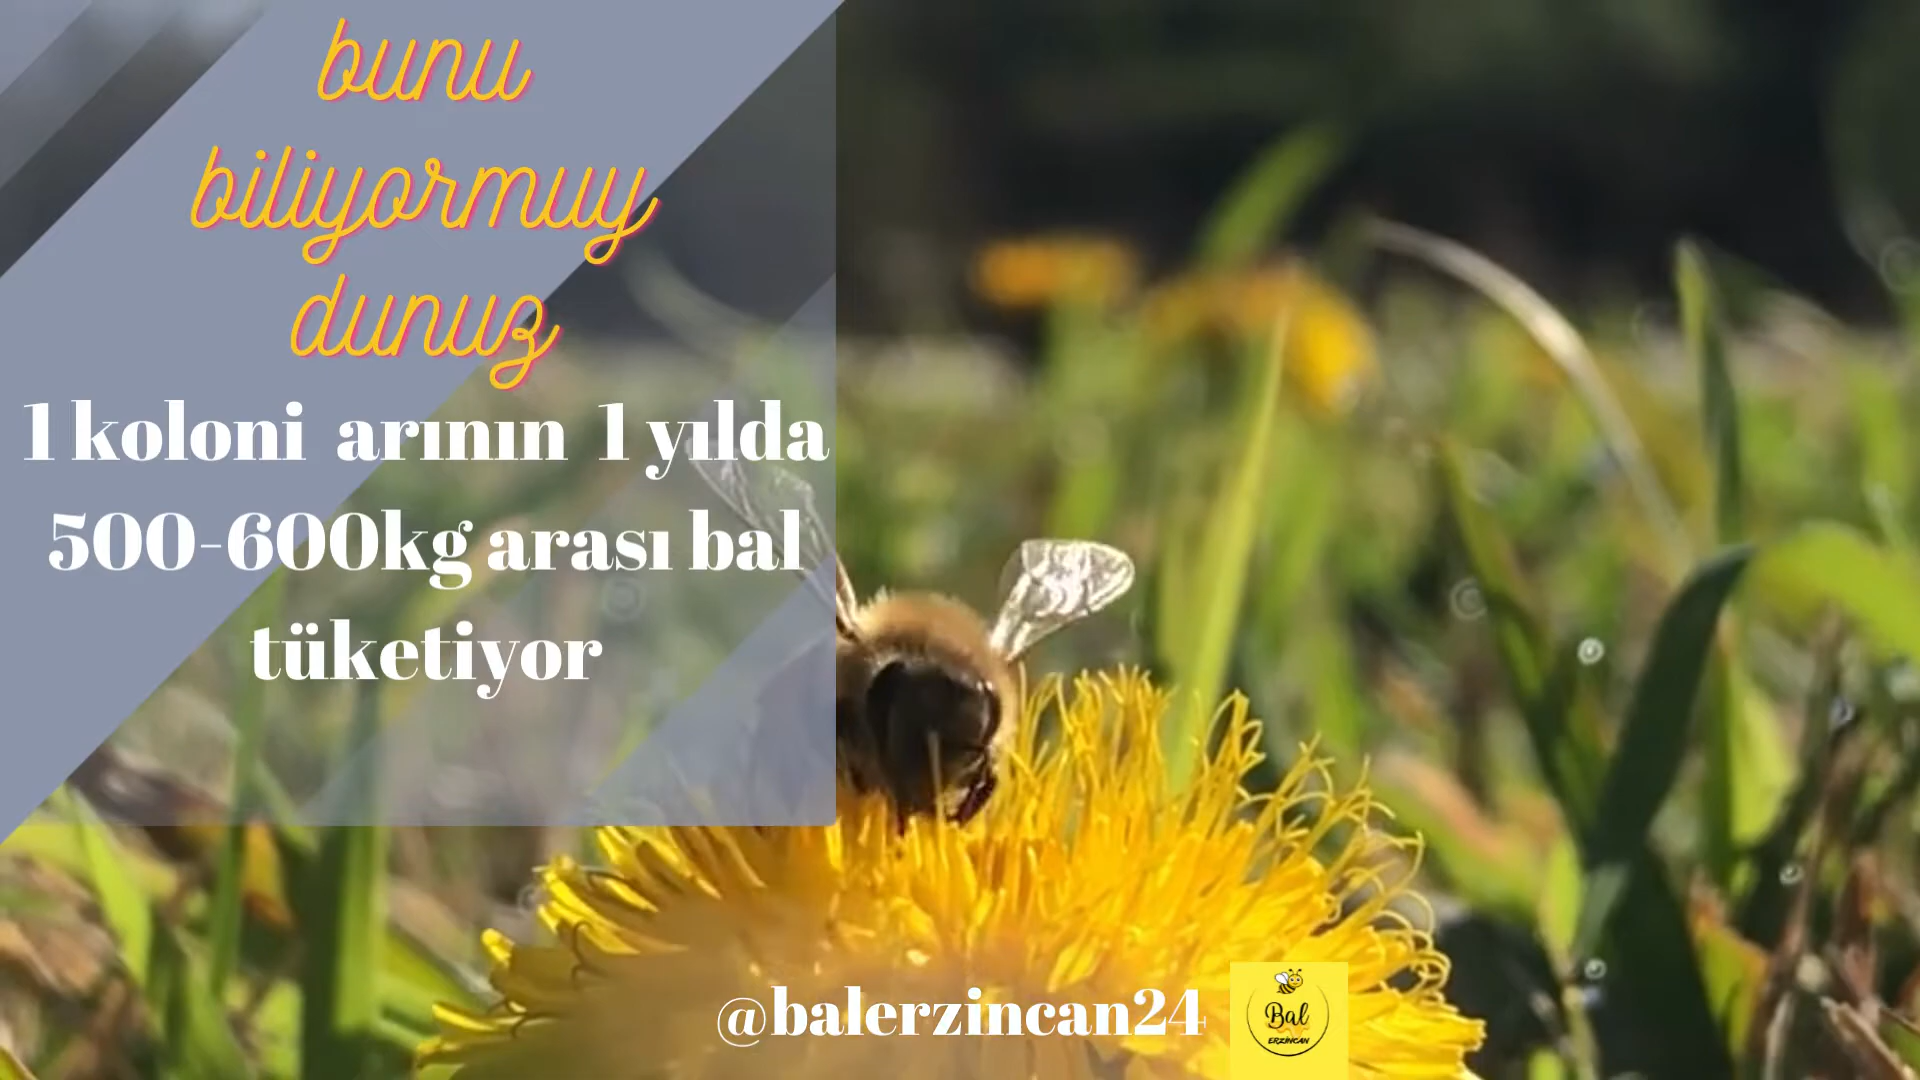 bunu
biliyormuy
dunuz
1 koloni arının 1 yılda
500-600kg arası bal
tüketiyor
@balerzincan24
Bal
ERZİNCAN